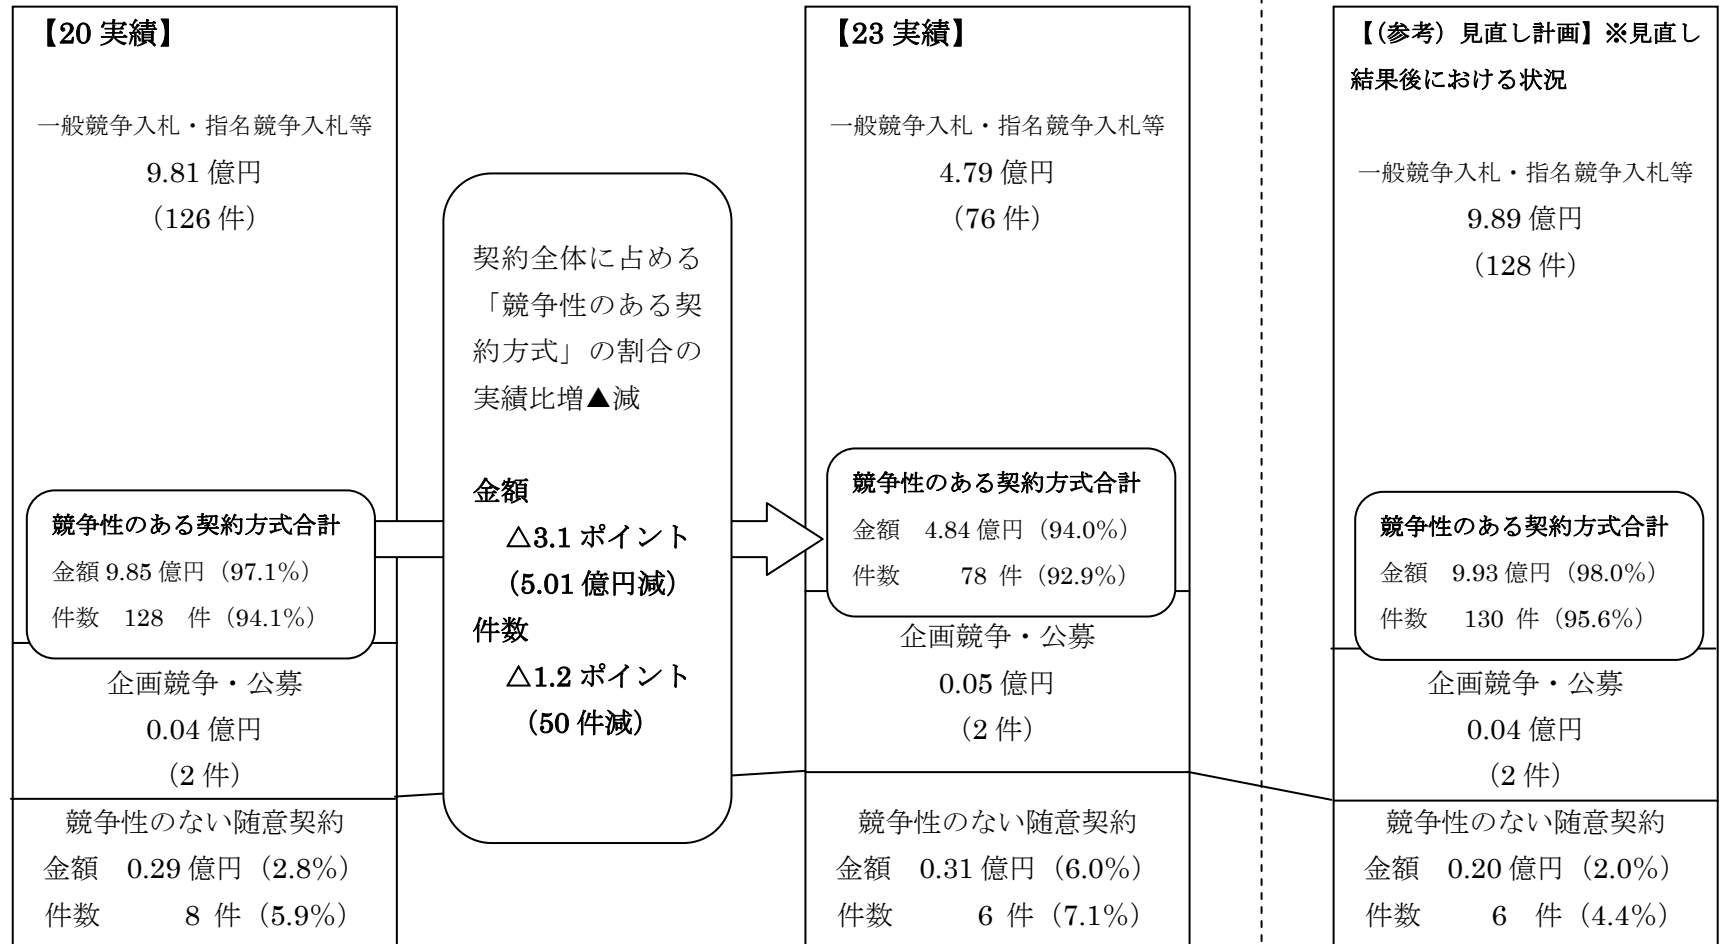 【20 実績】
一般競争入札・指名競争入札等
9.81 億円
（126 件）
競争性のある契約方式合計
金額 9.85 億円（97.1%）
件数　128　件（94.1%）
企画競争・公募
0.04 億円
（2 件）
競争性のない随意契約
金額　0.29 億円（2.8%）
件数　8 件（5.9%）
契約全体に占める
「競争性のある契
約方式」の割合の
実績比増▲減
金額
△3.1 ポイント
（5.01 億円減）
件数
△1.2 ポイント
（50 件減）
【23 実績】
一般競争入札・指名競争入札等
4.79 億円
（76 件）
競争性のある契約方式合計
金額　4.84 億円（94.0%）
件数　78 件（92.9%）
企画競争・公募
0.05 億円
（2 件）
競争性のない随意契約
金額　0.31 億円（6.0%）
件数　6 件（7.1%）
【（参考）見直し計画】※見直し
結果後における状況
一般競争入札・指名競争入札等
9.89 億円
（128 件）
競争性のある契約方式合計
金額　9.93 億円（98.0%）
件数　130 件（95.6%）
企画競争・公募
0.04 億円
（2 件）
競争性のない随意契約
金額　0.20 億円（2.0%）
件数　6　件（4.4%）